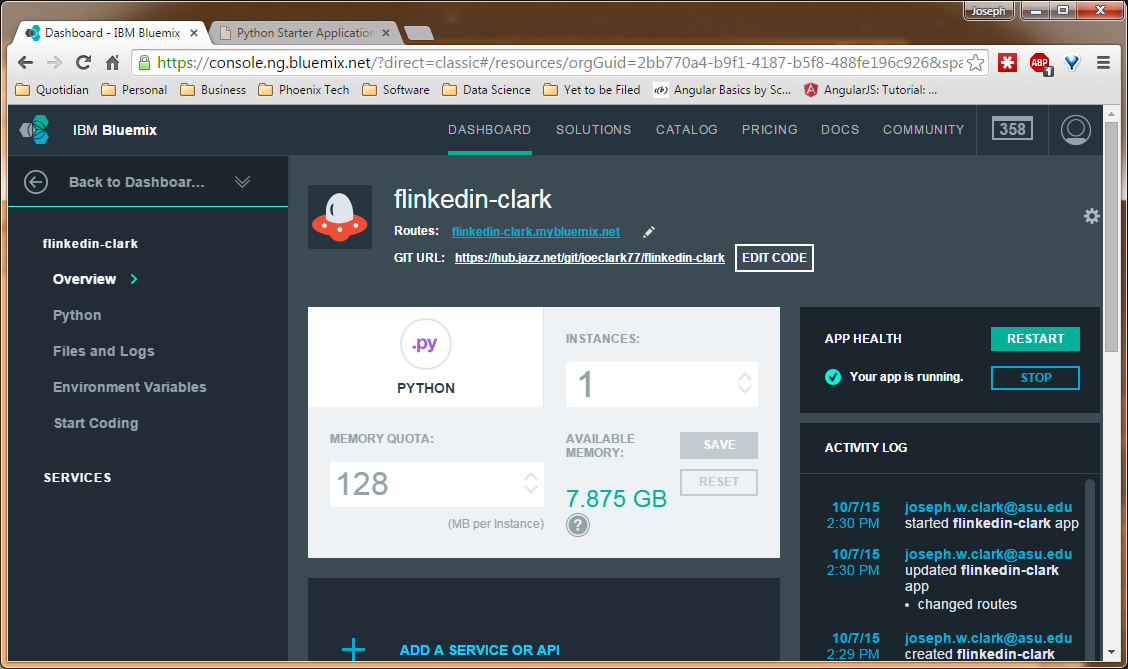 Joseph
Dashboard - IBM Bluemix
Python Starter Application
https://console.ng.bluemix.net/?direct=classic#/resources/orgGuid=2bb770a4-b9f1-4187-b5f8-488fe196c926&spa
ABP
1
Quotidian
Personal
Business
Phoenix Tech
Software
Data Science
Yet to be Filed
Angular Basics by Sc...
AngularJS: Tutorial: ...
IBM Bluemix
DASHBOARD
SOLUTIONS
CATALOG
PRICING
DOCS
COMMUNITY
358
Back to Dashboar...
flinkedin-clark
Overview
Python
Files and Logs
Environment Variables
Start Coding
SERVICES
flinkedin-clark
Routes: flinkedin-clark.mybluemix.net
GIT URL: https://hub.jazz.net/git/joeclark77/flinkedin-clark EDIT CODE
.py
PYTHON
INSTANCES:
1
MEMORY QUOTA:
128
(MB per Instance)
AVAILABLE
MEMORY:
7.875 GB
?
SAVE
RESET
ADD A SERVICE OR API
APP HEALTH
RESTART
Your app is running.
STOP
ACTIVITY LOG
10/7/15 joseph.w.clark@asu.edu
2:30 PM started flinkedin-clark app
10/7/15 joseph.w.clark@asu.edu
2:30 PM updated flinkedin-clark
app
• changed routes
10/7/15 joseph.w.clark@asu.edu
2:29 PM created flinkedin-clark